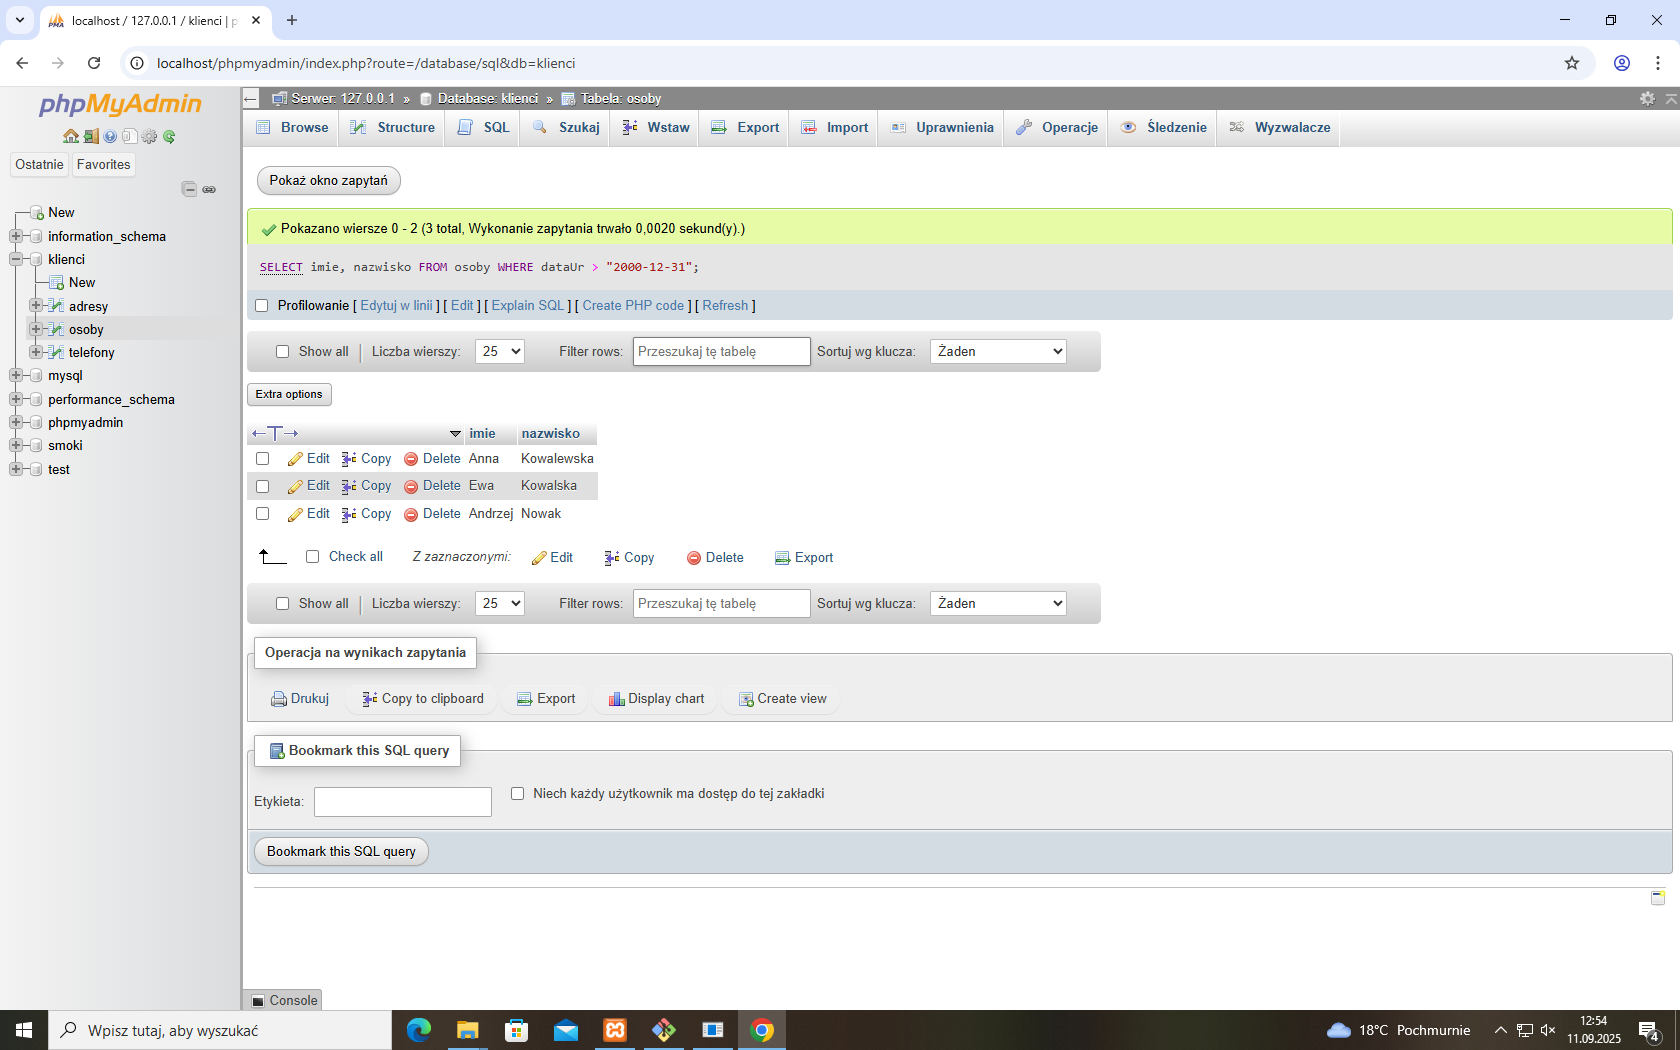 localhost / 127.0.0.1 / klienci | p
localhost/phpmyadmin/index.php?route=/database/sql&db=klienci
phpMyAdmin
Ostatnie Favorites
New
information_schema
klienci
New
adresy
osoby
telefony
mysql
performance_schema
phpmyadmin
smoki
test
Serwer: 127.0.0.1 » Database: klienci » Tabela: osoby
Browse Structure SQL Szukaj Wstaw Export Import Uprawnienia Operacje Śledzenie Wyzwalacze
Pokaż okno zapytań
Pokazano wiersze 0 - 2 (3 total, Wykonanie zapytania trwało 0,0020 sekund(y).)
SELECT imie, nazwisko FROM osoby WHERE dataUr > "2000-12-31";
Profilowanie [ Edytuj w linii ] [ Edit ] [ Explain SQL ] [ Create PHP code ] [ Refresh ]
Show all Liczba wierszy: 25 Filter rows: Przeszukaj tę tabelę Sortuj wg klucza: Żaden
Extra options
imie nazwisko
Edit Copy Delete Anna Kowalewska
Edit Copy Delete Ewa Kowalska
Edit Copy Delete Andrzej Nowak
Check all Z zaznaczonymi: Edit Copy Delete Export
Show all Liczba wierszy: 25 Filter rows: Przeszukaj tę tabelę Sortuj wg klucza: Żaden
Operacja na wynikach zapytania
Drukuj Copy to clipboard Export Display chart Create view
Bookmark this SQL query
Etykieta: Niech każdy użytkownik ma dostęp do tej zakładki
Bookmark this SQL query
Console
Wpisz tutaj, aby wyszukać
18°C Pochmurnie
12:54
11.09.2025
4